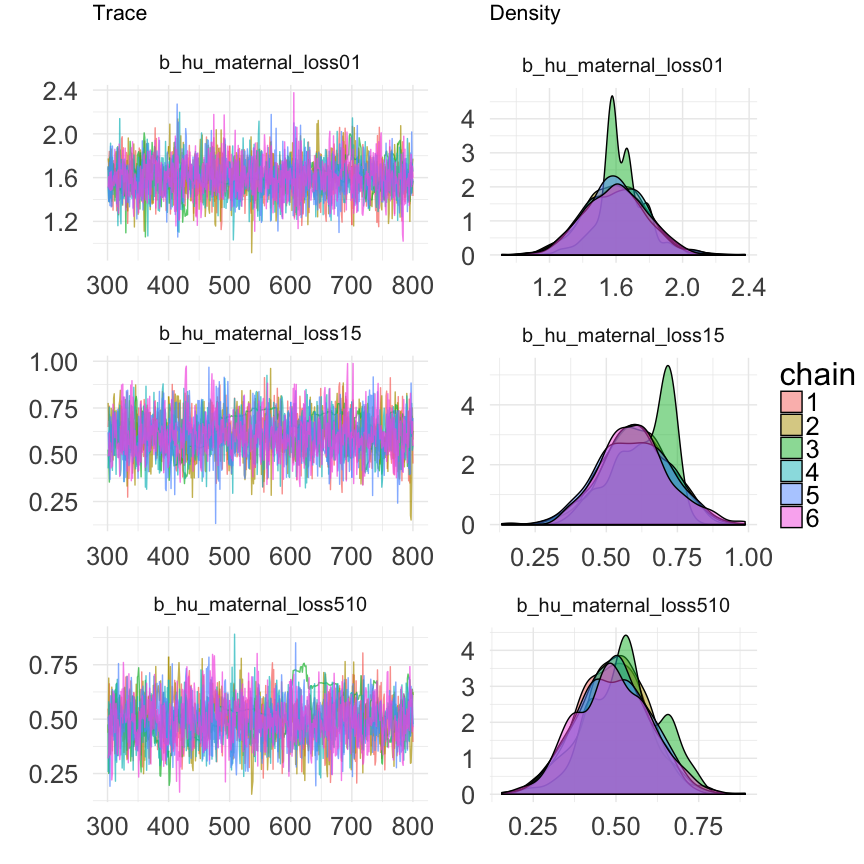 Trace
Density
b_hu_maternal_loss01
2.4
2.0
1.6
1.2
300 400 500 600 700 800
b_hu_maternal_loss01
4
3
2
1
0
1.2 1.6 2.0 2.4
b_hu_maternal_loss15
1.00
0.75
0.50
0.25
300 400 500 600 700 800
b_hu_maternal_loss15
4
2
0
0.25 0.50 0.75 1.00
b_hu_maternal_loss510
0.75
0.50
0.25
300 400 500 600 700 800
b_hu_maternal_loss510
4
3
2
1
0
0.25 0.50 0.75
chain
1
2
3
4
5
6